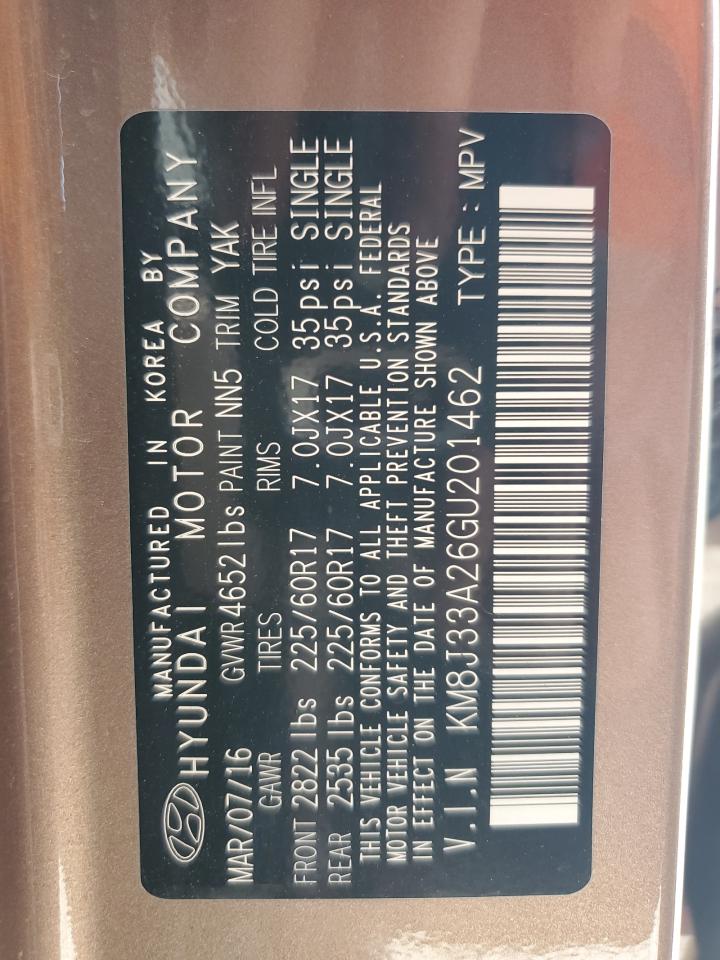 MANUFACTURED IN KOREA BY
HYUNDAI MOTOR COMPANY
MAR/07/16 GVWR 4652 lbs PAINT NN5 TRIM YAK
GAWR TIRES RIMS COLD TIRE INFL
FRONT 2822 lbs 225/60R17 7.0JX17 35psi SINGLE
REAR 2535 lbs 225/60R17 7.0JX17 35psi SINGLE
THIS VEHICLE CONFORMS TO ALL APPLICABLE U.S.A. FEDERAL
MOTOR VEHICLE SAFETY AND THEFT PREVENTION STANDARDS
IN EFFECT ON THE DATE OF MANUFACTURE SHOWN ABOVE
V.I.N KM8J33A26GU201462 TYPE : MPV